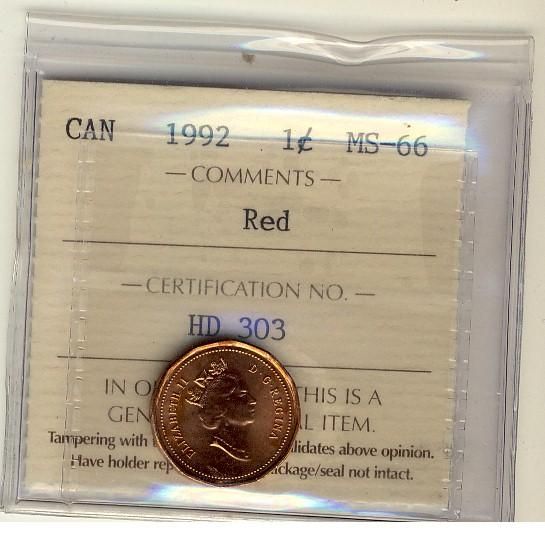 CAN 1992 1¢ MS-66
— COMMENTS —
Red
— CERTIFICATION NO. —
HD 303
IN THIS IS A
GEN ITEM.
Tampering with above opinion.
Have holder not intact.
ELIZABETH II D·G·REGINA